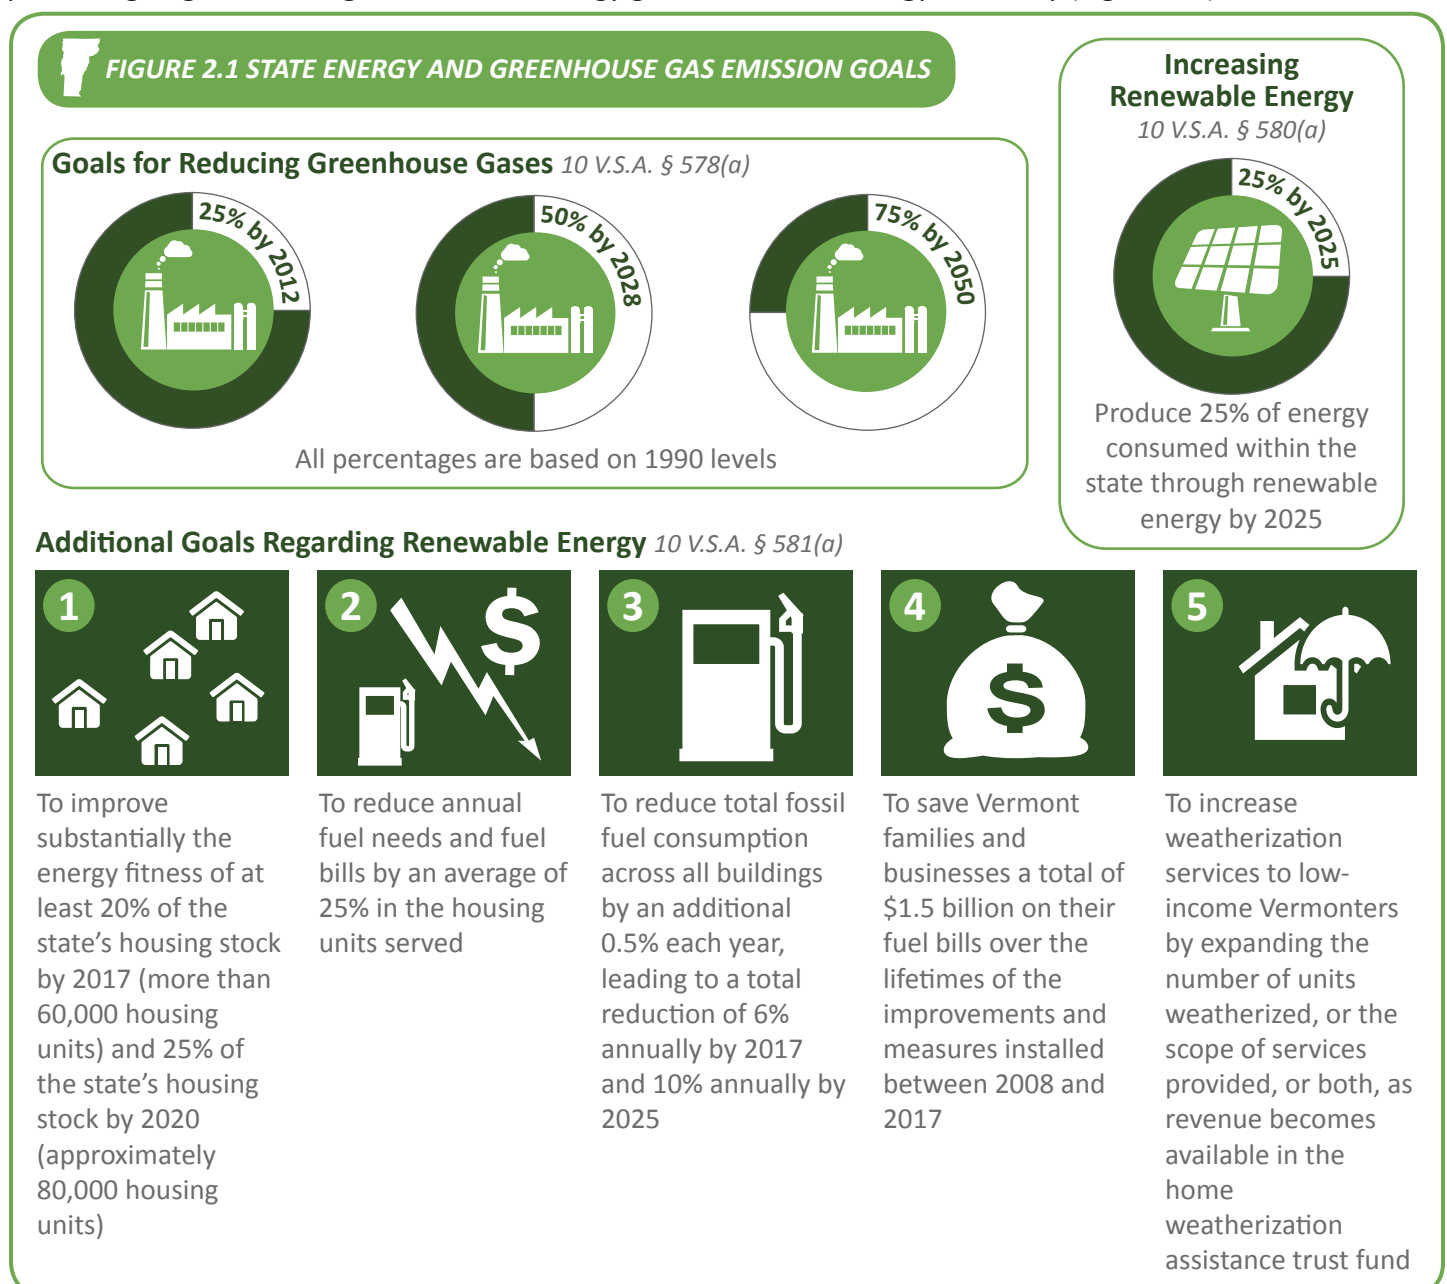 FIGURE 2.1 STATE ENERGY AND GREENHOUSE GAS EMISSION GOALS
Goals for Reducing Greenhouse Gases 10 V.S.A. § 578(a)
25% by 2012
50% by 2028
75% by 2050
All percentages are based on 1990 levels
Increasing
Renewable Energy
10 V.S.A. § 580(a)
25% by 2025
Produce 25% of energy
consumed within the
state through renewable
energy by 2025
Additional Goals Regarding Renewable Energy 10 V.S.A. § 581(a)
1
To improve
substantially the
energy fitness of at
least 20% of the
state's housing stock
by 2017 (more than
60,000 housing
units) and 25% of
the state's housing
stock by 2020
(approximately
80,000 housing
units)
2
$
To reduce annual
fuel needs and fuel
bills by an average of
25% in the housing
units served
3
To reduce total fossil
fuel consumption
across all buildings
by an additional
0.5% each year,
leading to a total
reduction of 6%
annually by 2017
and 10% annually by
2025
4
$
To save Vermont
families and
businesses a total of
$1.5 billion on their
fuel bills over the
lifetimes of the
improvements and
measures installed
between 2008 and
2017
5
To increase
weatherization
services to low-
income Vermonters
by expanding the
number of units
weatherized, or the
scope of services
provided, or both, as
revenue becomes
available in the
home
weatherization
assistance trust fund